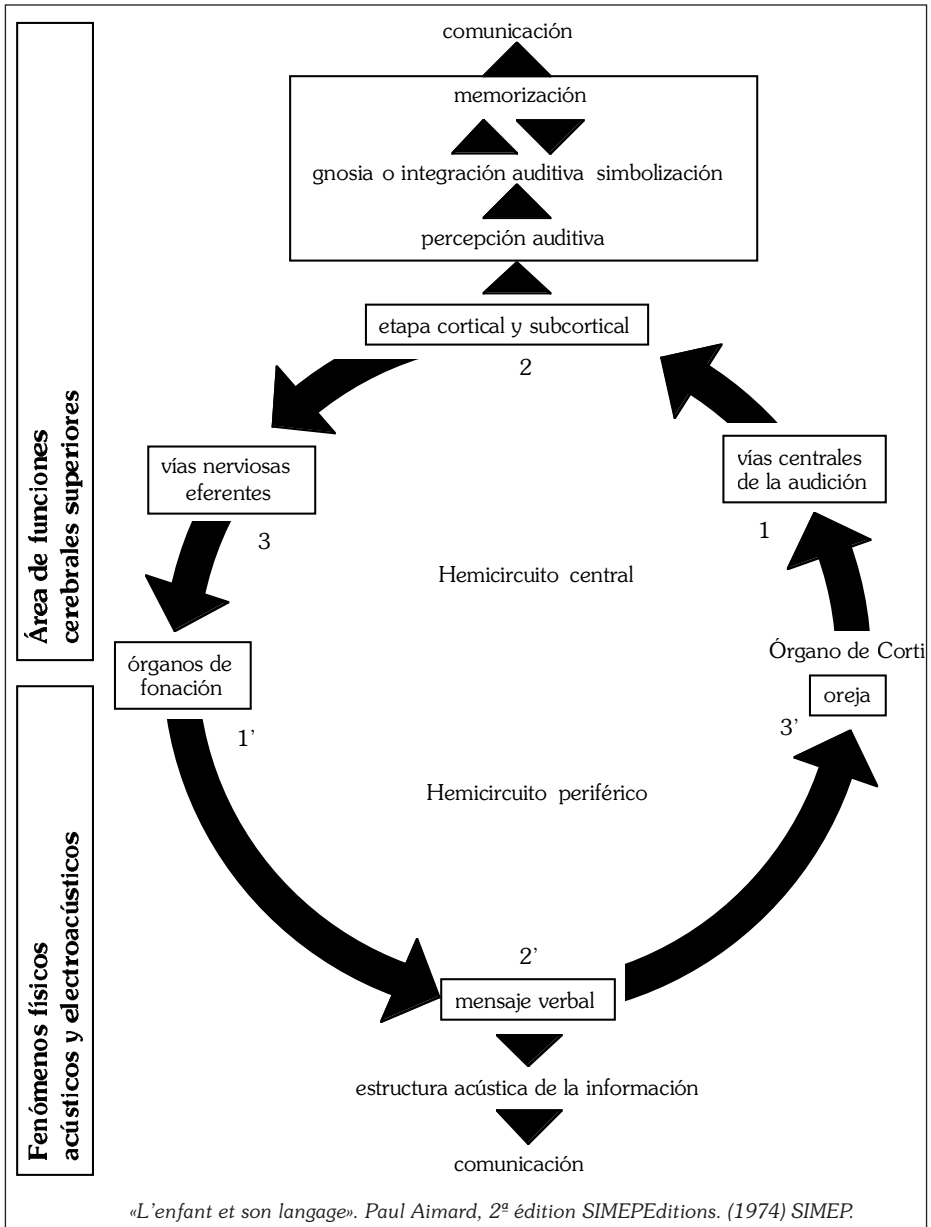 comunicación
memorización
gnosia o integración auditiva simbolización
percepción auditiva
etapa cortical y subcortical
2
vías nerviosas
eferentes
3
vías centrales
de la audición
1
Hemicircuito central
órganos de
fonación
1'
Órgano de Corti
oreja
3'
Hemicircuito periférico
2'
mensaje verbal
estructura acústica de la información
comunicación
Área de funciones
cerebrales superiores
Fenómenos físicos
acústicos y electroacústicos
«L'enfant et son langage». Paul Aimard, 2ª édition SIMEPEditions. (1974) SIMEP.